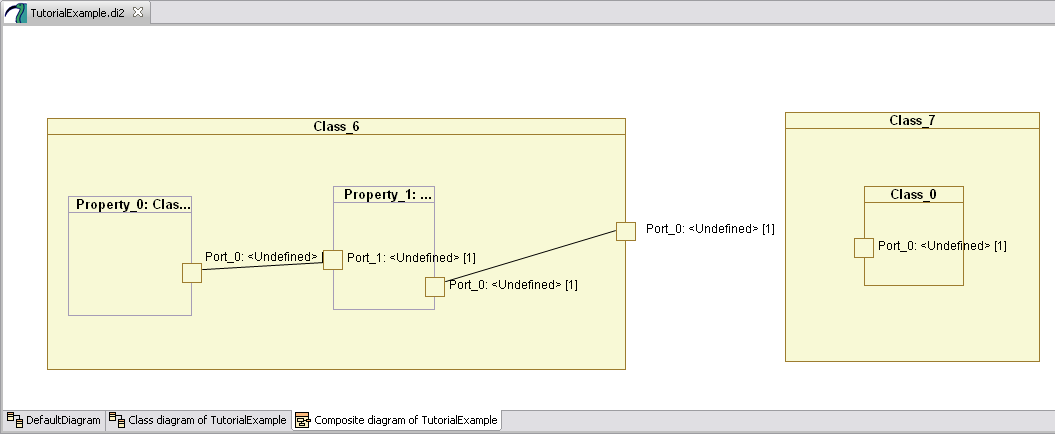 TutorialExample.di2
Class_6
Class_7
Property_0: Clas...
Property_1: ...
Class_0
Port_0: <Undefined> [1]
Port_0: <Undefined> [
Port_1: <Undefined> [1]
Port_0: <Undefined> [1]
Port_0: <Undefined> [1]
DefaultDiagram
Class diagram of TutorialExample
Composite diagram of TutorialExample